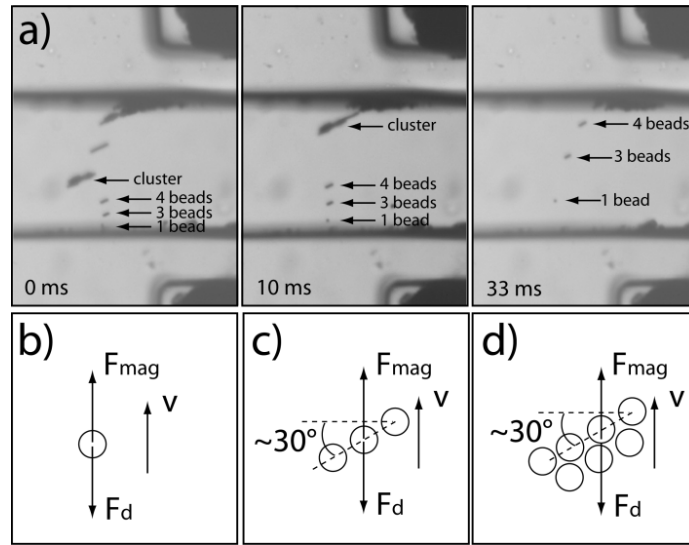 a)
cluster
4 beads
3 beads
1 bead
0 ms
cluster
4 beads
3 beads
1 bead
10 ms
4 beads
3 beads
1 bead
33 ms
b)
Fmag
v
Fd
c)
Fmag
v
~30°
Fd
d)
Fmag
v
~30°
Fd